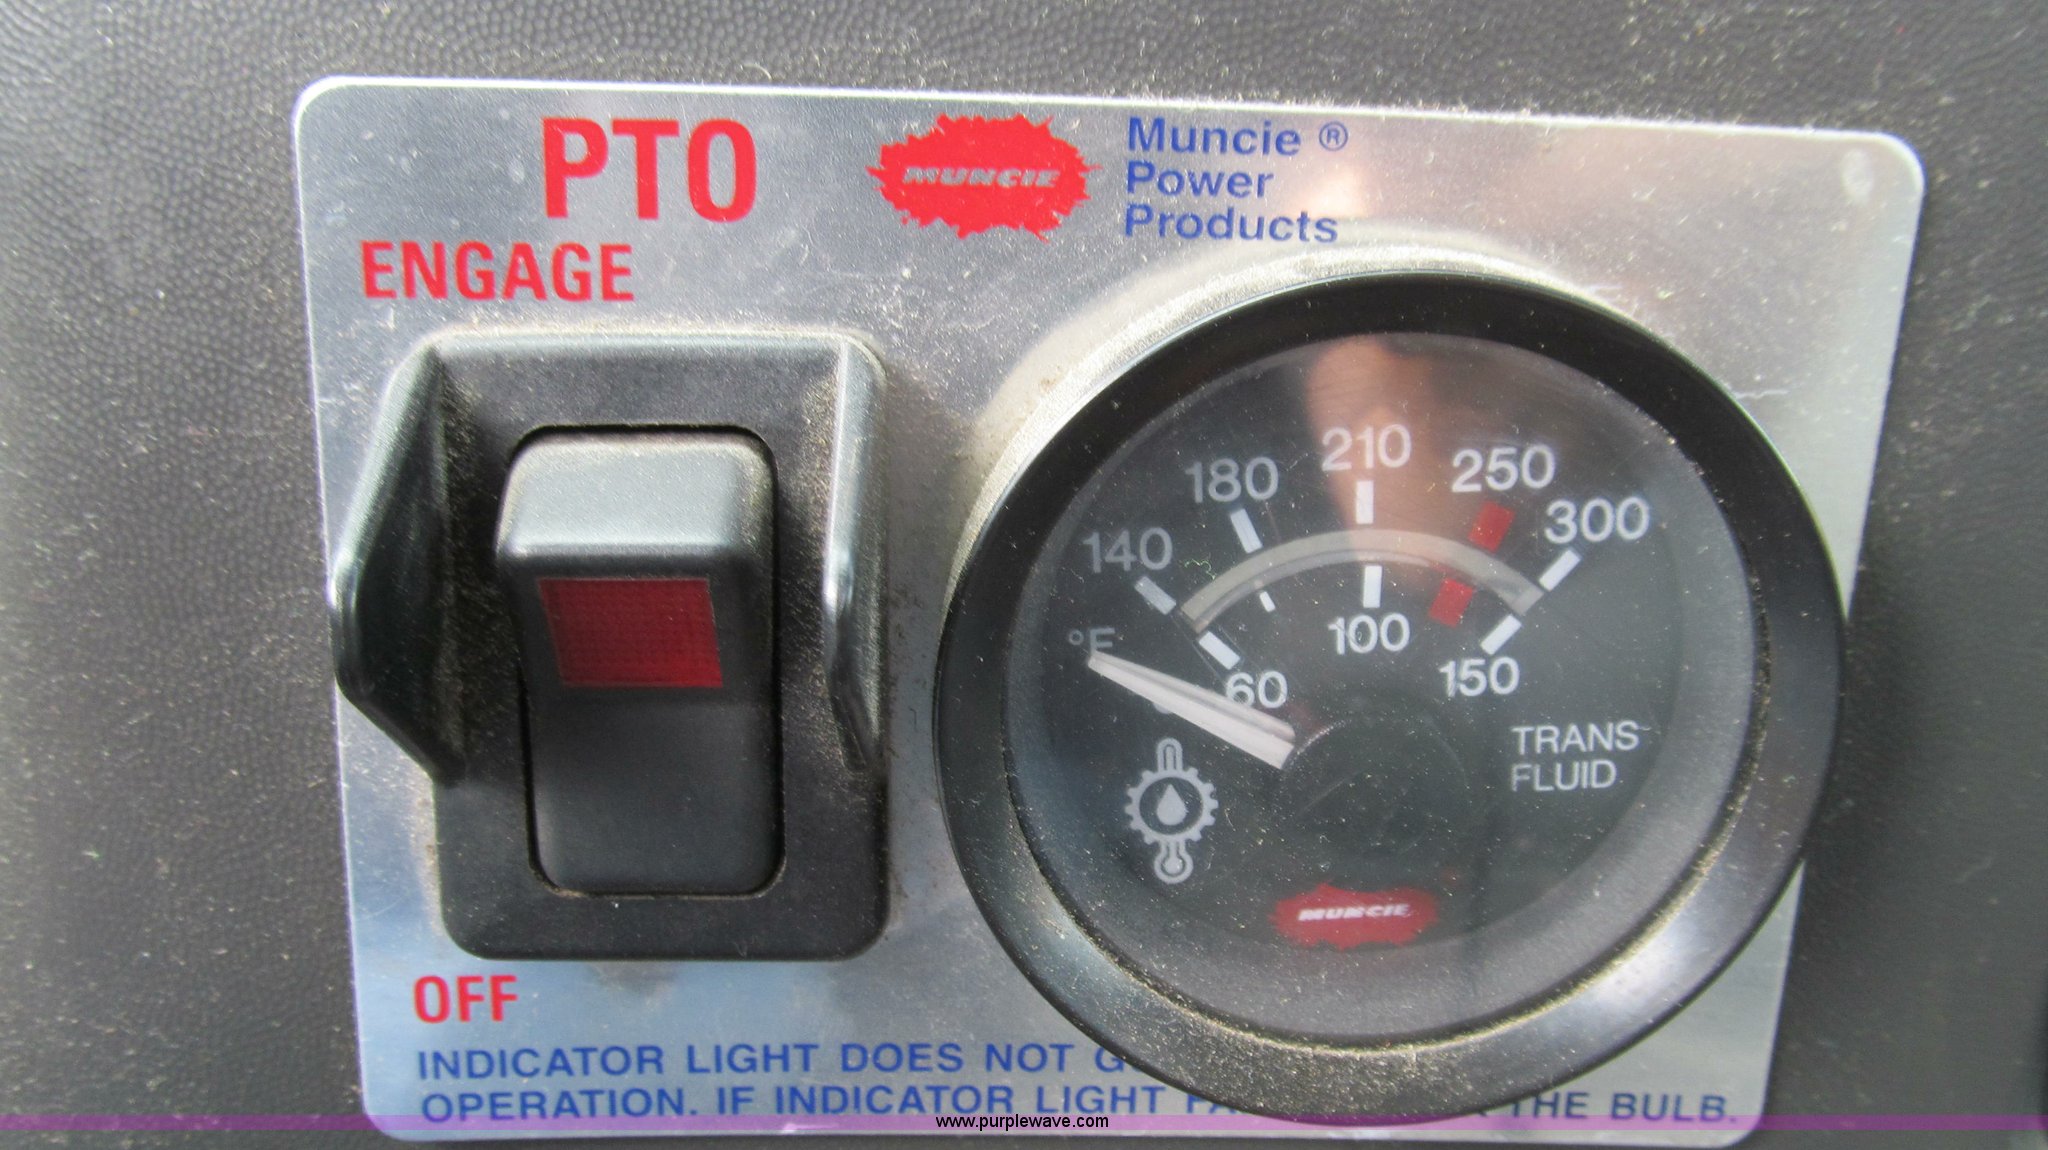 PTO
MUNCIE
Muncie ®
Power
Products
ENGAGE
210
180
250
140
300
°F
100
60
150
TRANS
FLUID
MUNCIE
OFF
INDICATOR LIGHT DOES NOT G
OPERATION. IF INDICATOR LIGHT FA THE BULB.
www.purplewave.com